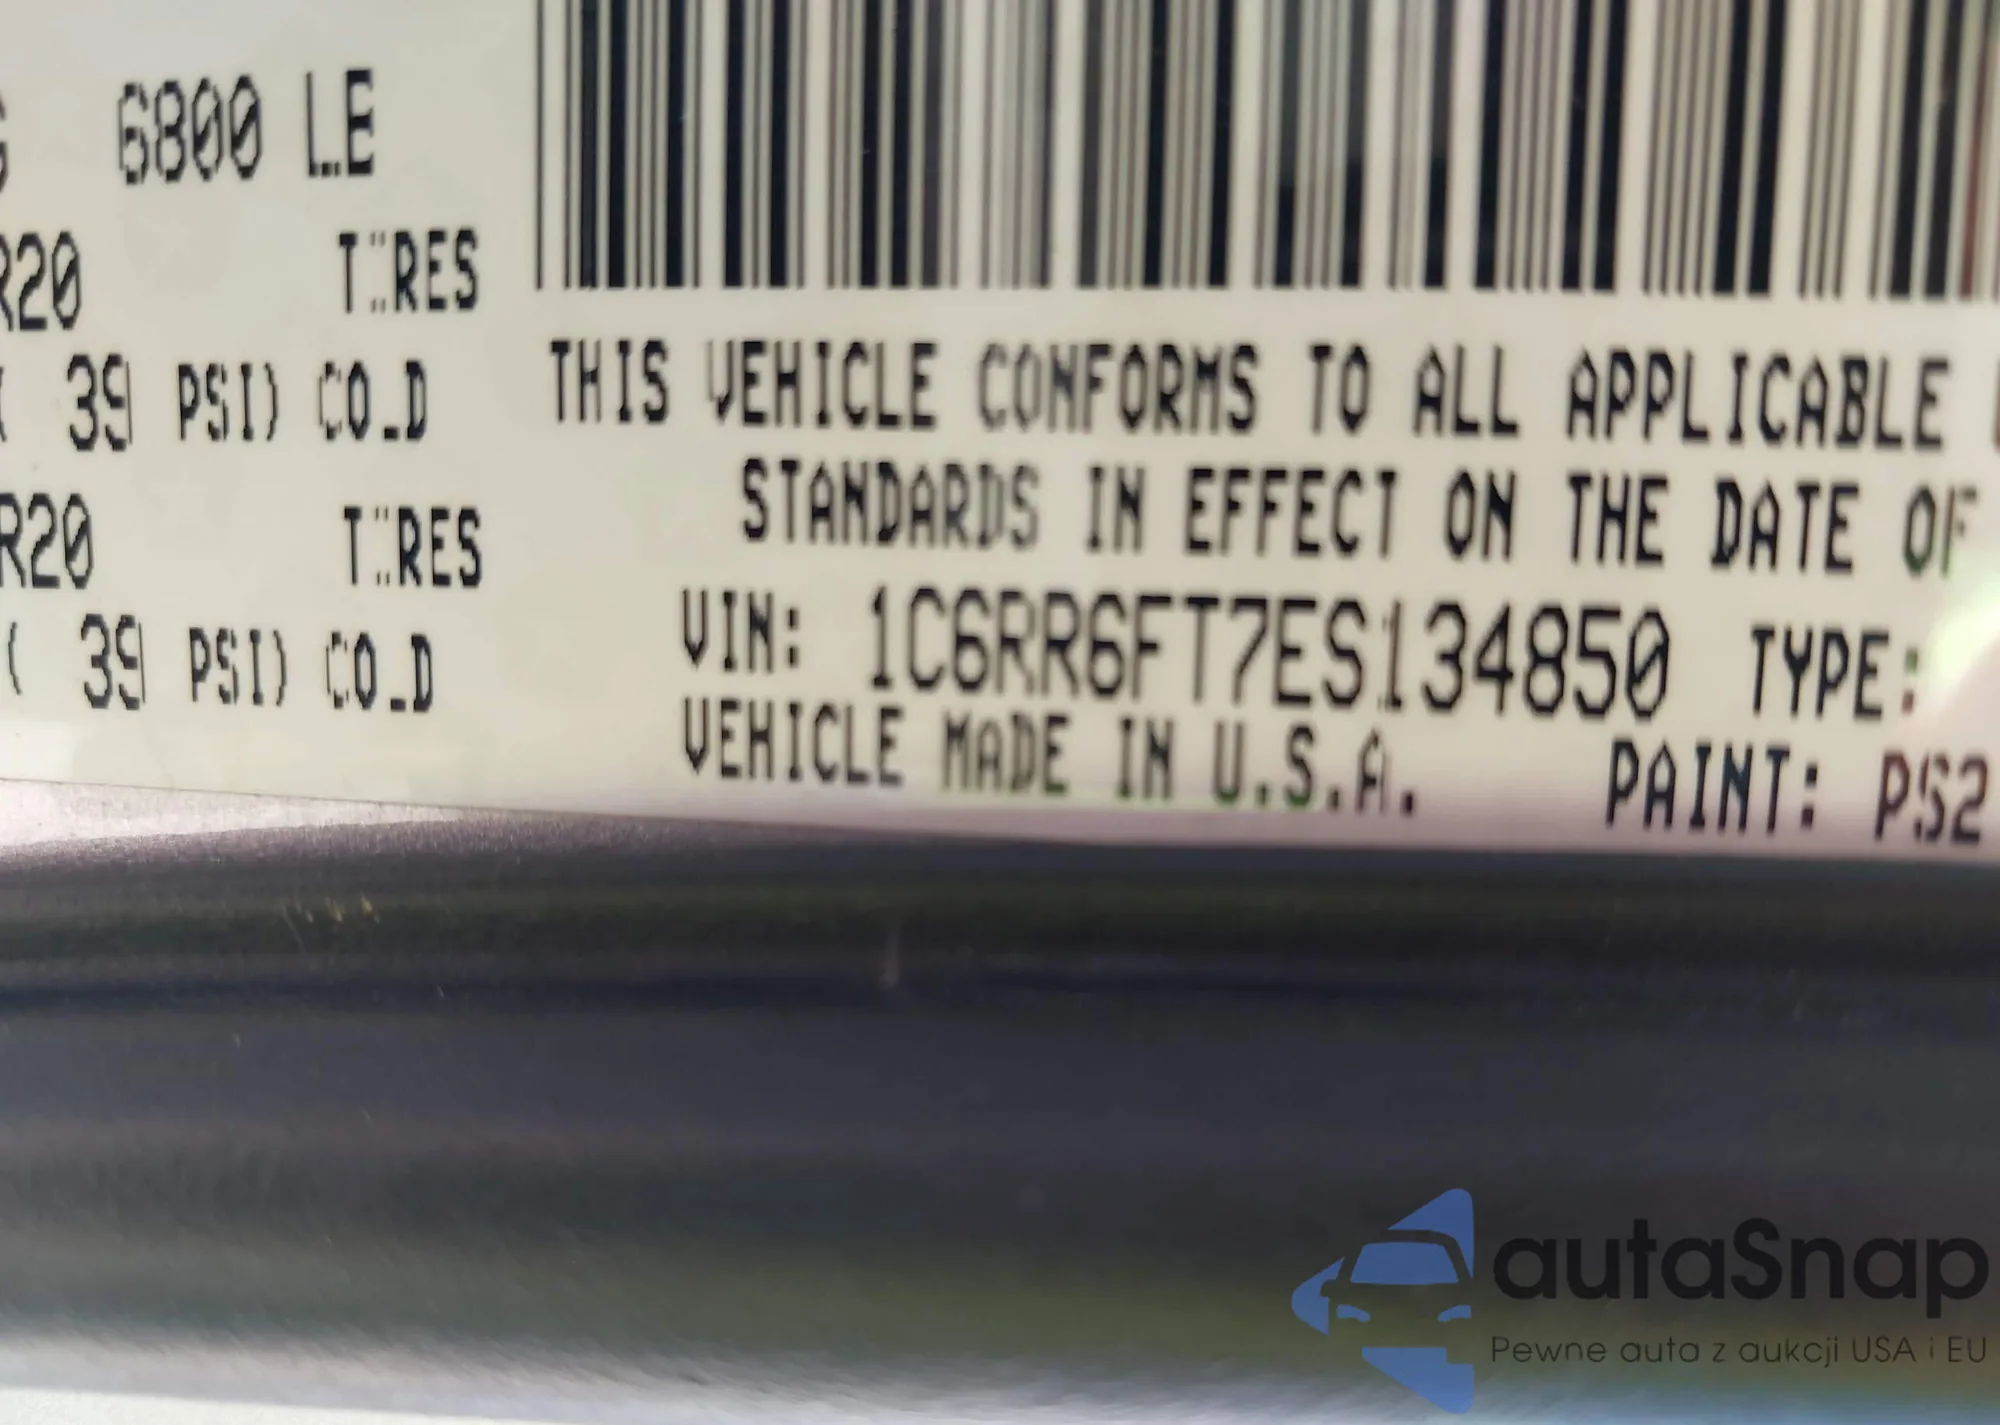 6800 LE
R20 TIRES
39 PSI) COLD
R20 TIRES
( 39 PSI) COLD
THIS VEHICLE CONFORMS TO ALL APPLICABLE
STANDARDS IN EFFECT ON THE DATE OF
VIN: 1C6RR6FT7ES134850 TYPE:
VEHICLE MADE IN U.S.A. PAINT: PS2
autaSnap
Pewne auta z aukcji USA i EU